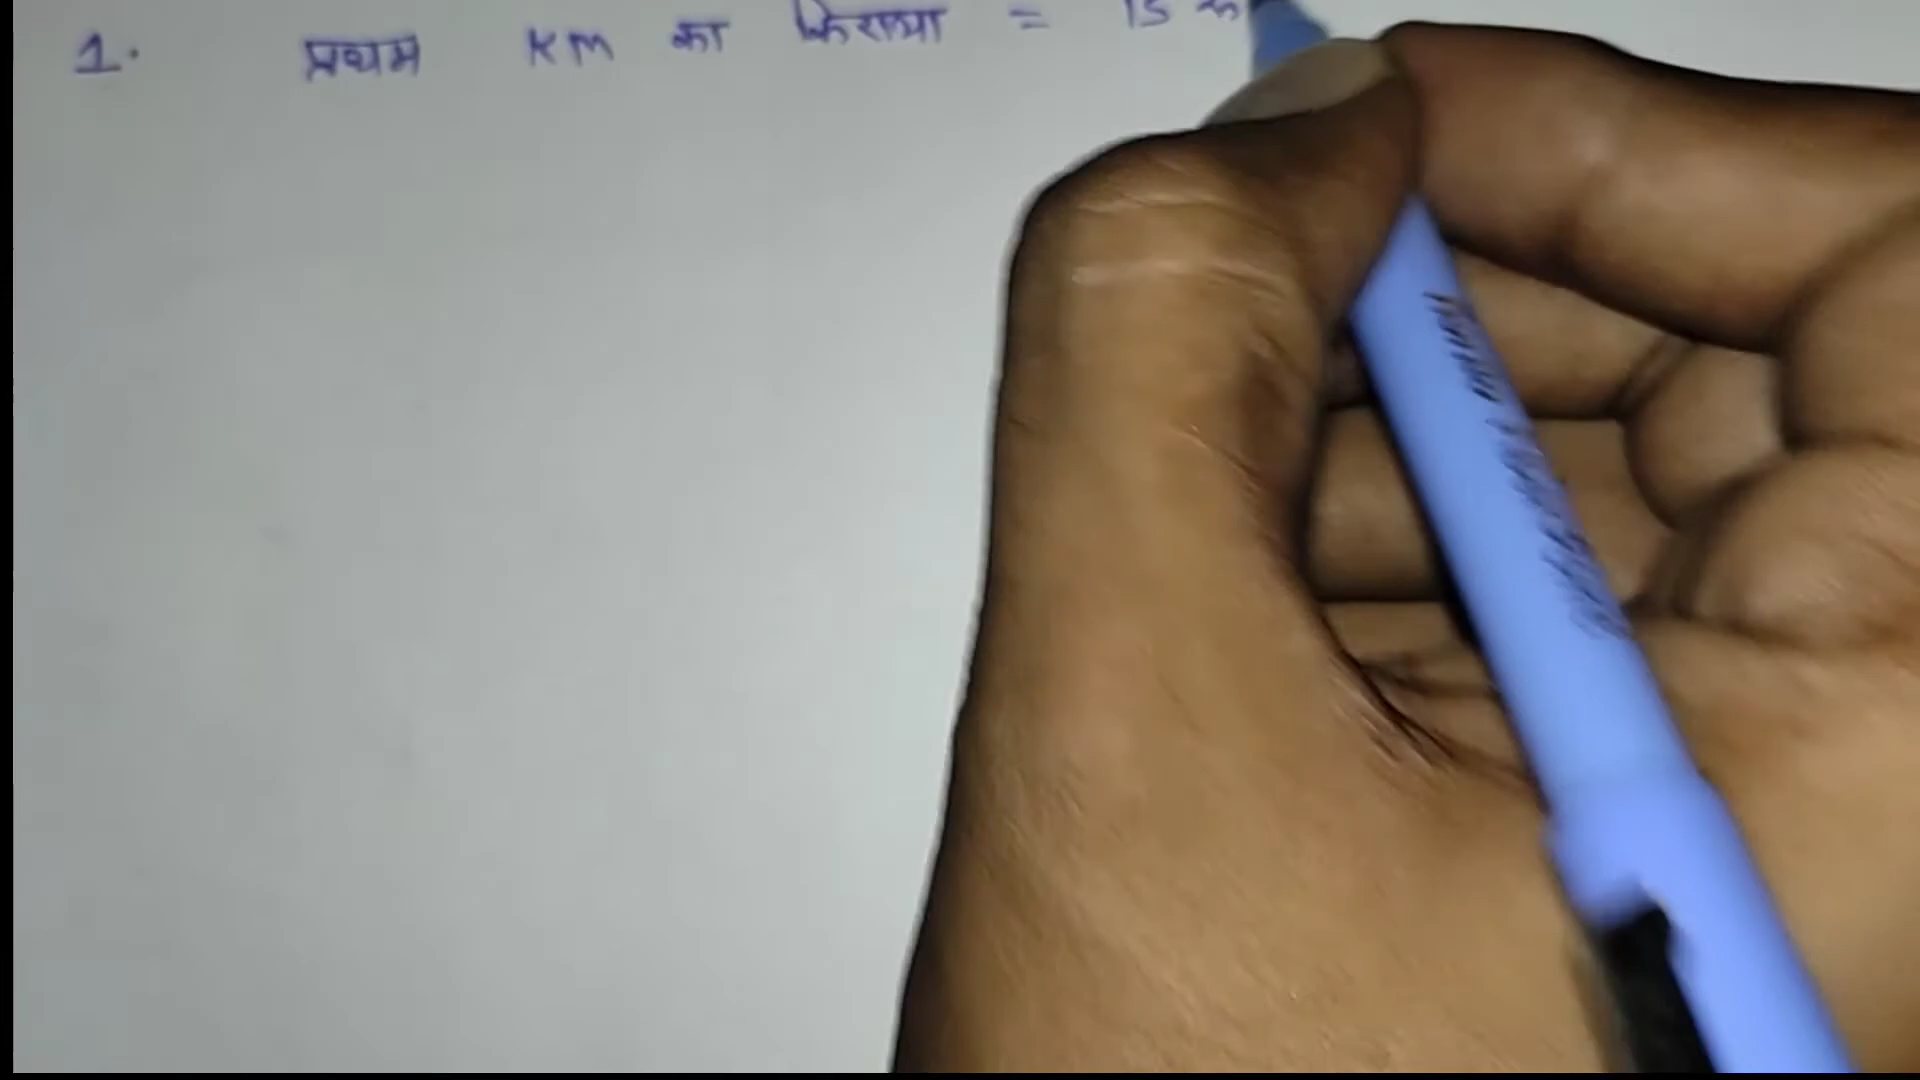 1. प्रथम KM का किराया = 15